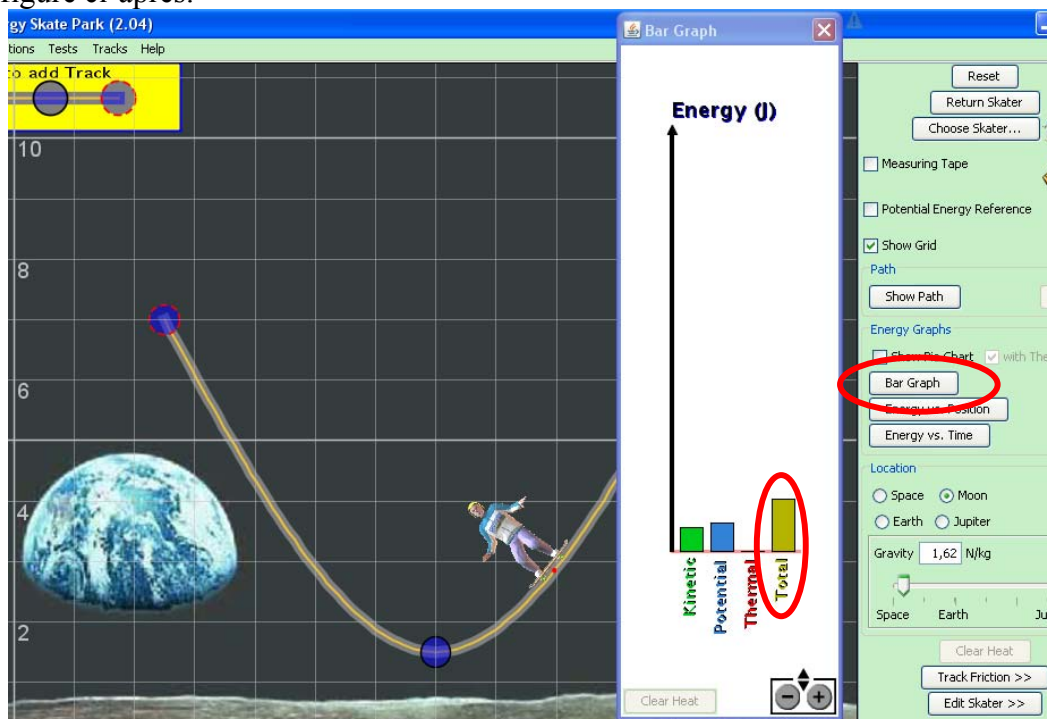 figure ci-après.
gy Skate Park (2.04)
tions Tests Tracks Help
to add Track
10
8
6
4
2
Bar Graph
Energy (J)
Kinetic
Potential
Thermal
Total
Clear Heat
Reset
Return Skater
Choose Skater...
Measuring Tape
Potential Energy Reference
Show Grid
Path
Show Path
Energy Graphs
Show Pie Chart with The
Bar Graph
Energy vs. Position
Energy vs. Time
Location
Space Moon
Earth Jupiter
Gravity 1,62 N/kg
Space Earth Ju
Clear Heat
Track Friction >>
Edit Skater >>